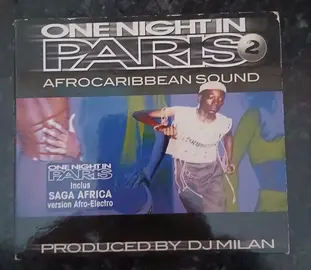 ONE NIGHT IN
PARIS 2
AFROCARIBBEAN SOUND
ONE NIGHT IN
PARIS
Inclus
SAGA AFRICA
version Afro-Electro
PRODUCED BY DJ MILAN